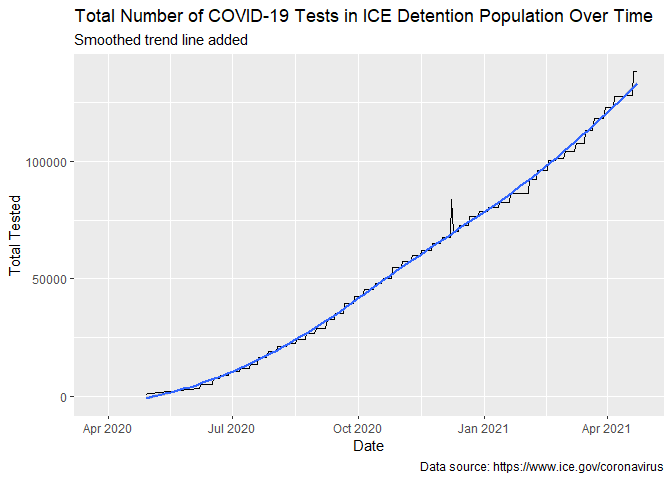 Total Number of COVID-19 Tests in ICE Detention Population Over Time
Smoothed trend line added
Total Tested
100000
50000
0
Apr 2020
Jul 2020
Oct 2020
Jan 2021
Apr 2021
Date
Data source: https://www.ice.gov/coronavirus